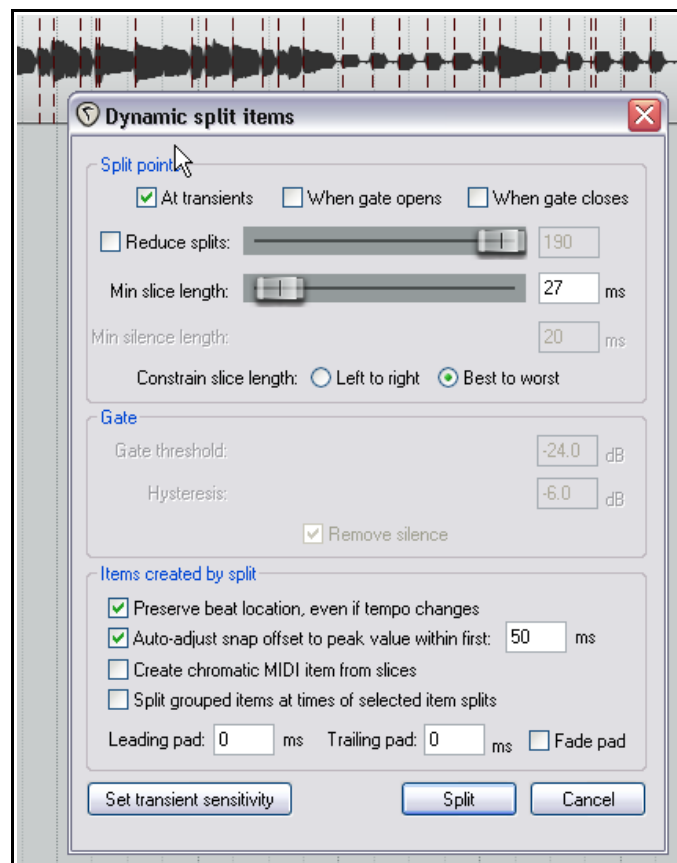 Dynamic split items
Split points
At transients When gate opens When gate closes
Reduce splits: 190
Min slice length: 27 ms
Min silence length: 20 ms
Constrain slice length: Left to right Best to worst
Gate
Gate threshold: -24.0 dB
Hysteresis: -6.0 dB
Remove silence
Items created by split
Preserve beat location, even if tempo changes
Auto-adjust snap offset to peak value within first: 50 ms
Create chromatic MIDI item from slices
Split grouped items at times of selected item splits
Leading pad: 0 ms Trailing pad: 0 ms Fade pad
Set transient sensitivity Split Cancel